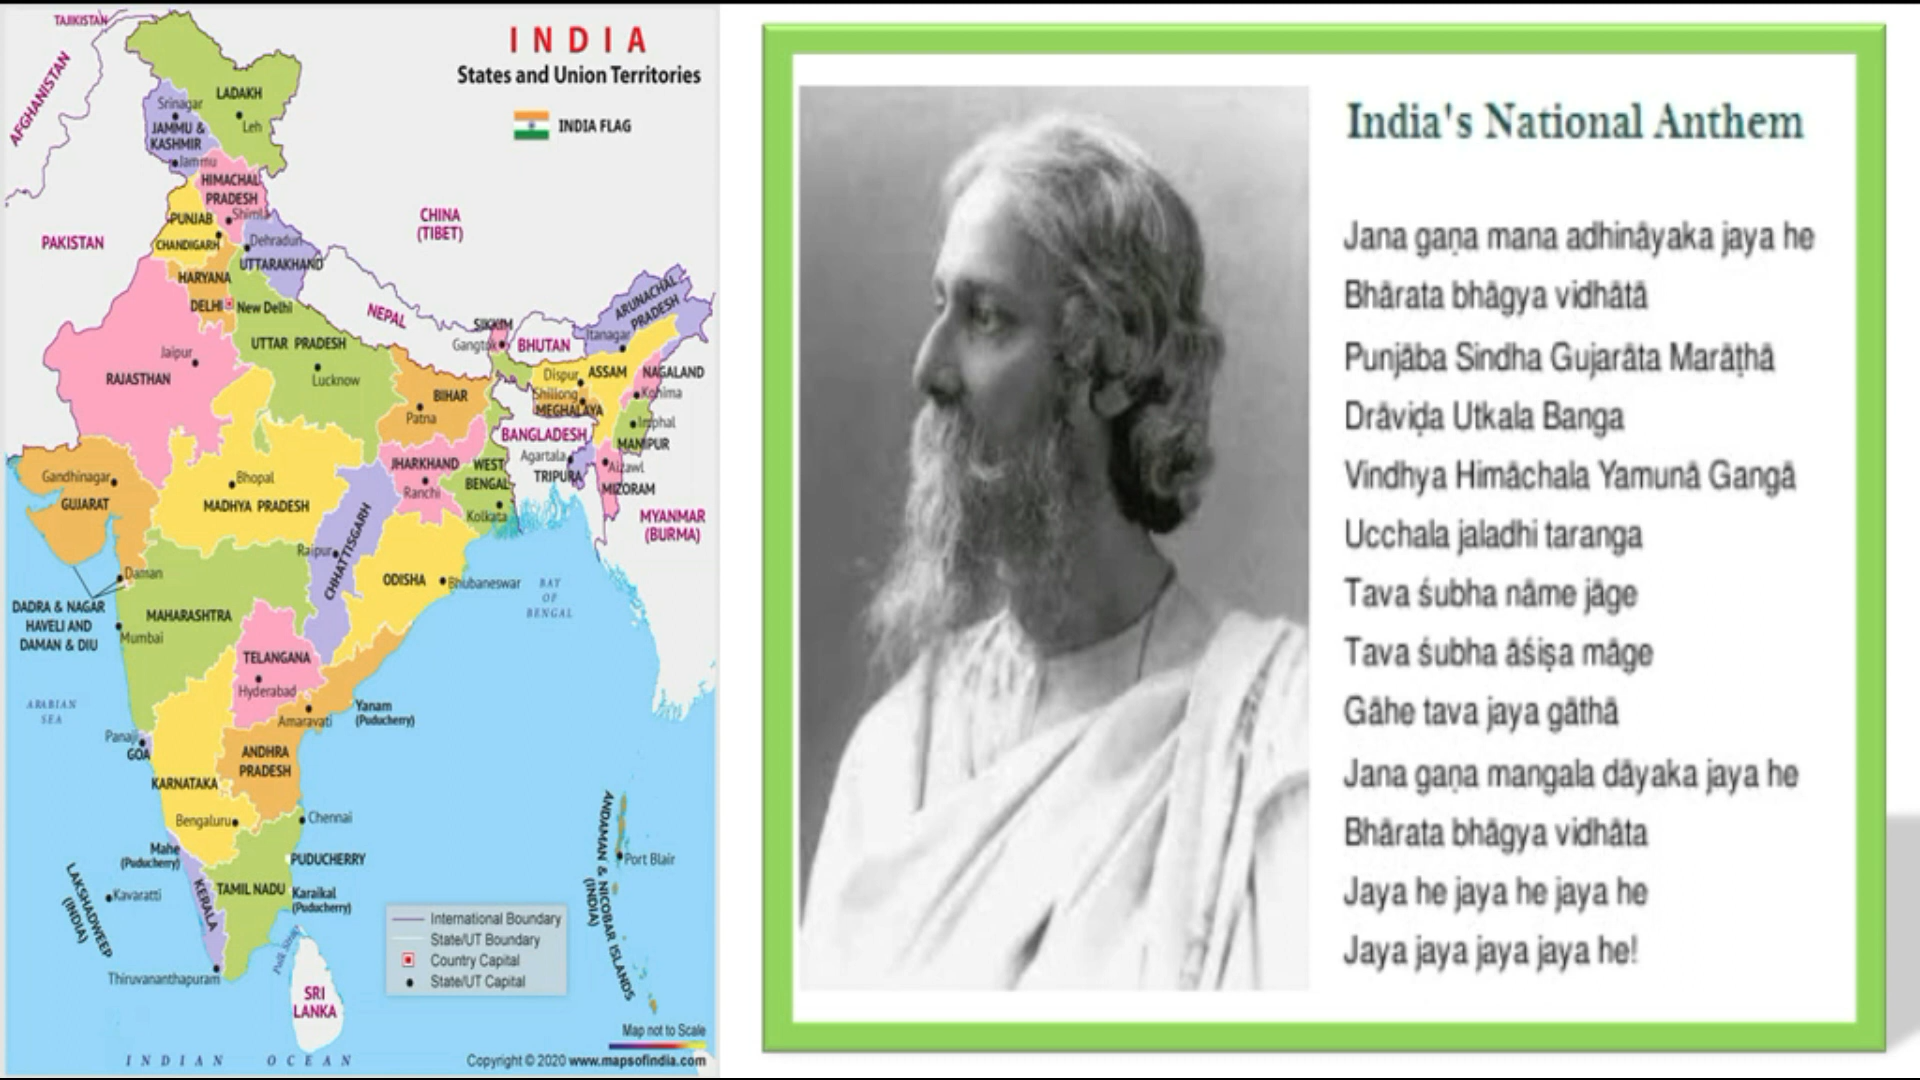 TAJIKISTAN
AFGHANISTAN
INDIA
States and Union Territories
INDIA FLAG
LADAKH
Srinagar
Leh
JAMMU &
KASHMIR
Jammu
HIMACHAL
PRADESH
Shimla
PUNJAB
CHANDIGARH
Dehradun
UTTARAKHAND
CHINA
(TIBET)
PAKISTAN
HARYANA
DELHI
New Delhi
NEPAL
ARUNACHAL
PRADESH
Itanagar
SIKKIM
Gangtok
BHUTAN
UTTAR PRADESH
Lucknow
Jaipur
RAJASTHAN
Dispur
ASSAM
NAGALAND
Kohima
Shillong
MEGHALAYA
BIHAR
Patna
Imphal
MANIPUR
BANGLADESH
Agartala
TRIPURA
Aizawl
MIZORAM
MYANMAR
(BURMA)
JHARKHAND
Ranchi
WEST
BENGAL
Kolkata
Gandhinagar
GUJARAT
Bhopal
MADHYA PRADESH
Raipur
CHHATTISGARH
ODISHA
Bhubaneswar
BAY
OF
BENGAL
Daman
DADRA & NAGAR
HAVELI AND
DAMAN & DIU
MAHARASHTRA
Mumbai
TELANGANA
Hyderabad
ARABIAN
SEA
Amaravati
Yanam
(Puducherry)
Panaji
GOA
ANDHRA
PRADESH
KARNATAKA
Bengaluru
Chennai
Mahe
(Puducherry)
PUDUCHERRY
KERALA
TAMIL NADU
Karaikal
(Puducherry)
LAKSHADWEEP
(INDIA)
Kavaratti
ANDAMAN & NICOBAR ISLANDS
(INDIA)
Port Blair
Thiruvananthapuram
Palk Strait
SRI
LANKA
International Boundary
State/UT Boundary
Country Capital
State/UT Capital
Map not to Scale
INDIAN OCEAN
Copyright © 2020 www.mapsofindia.com
India's National Anthem
Jana gaṇa mana adhināyaka jaya he
Bhārata bhāgya vidhātā
Punjāba Sindha Gujarāta Marāṭhā
Drāviḍa Utkala Banga
Vindhya Himāchala Yamunā Gangā
Ucchala jaladhi taranga
Tava śubha nāme jāge
Tava śubha āśiṣa māge
Gāhe tava jaya gāthā
Jana gaṇa mangala dāyaka jaya he
Bhārata bhāgya vidhāta
Jaya he jaya he jaya he
Jaya jaya jaya jaya he!